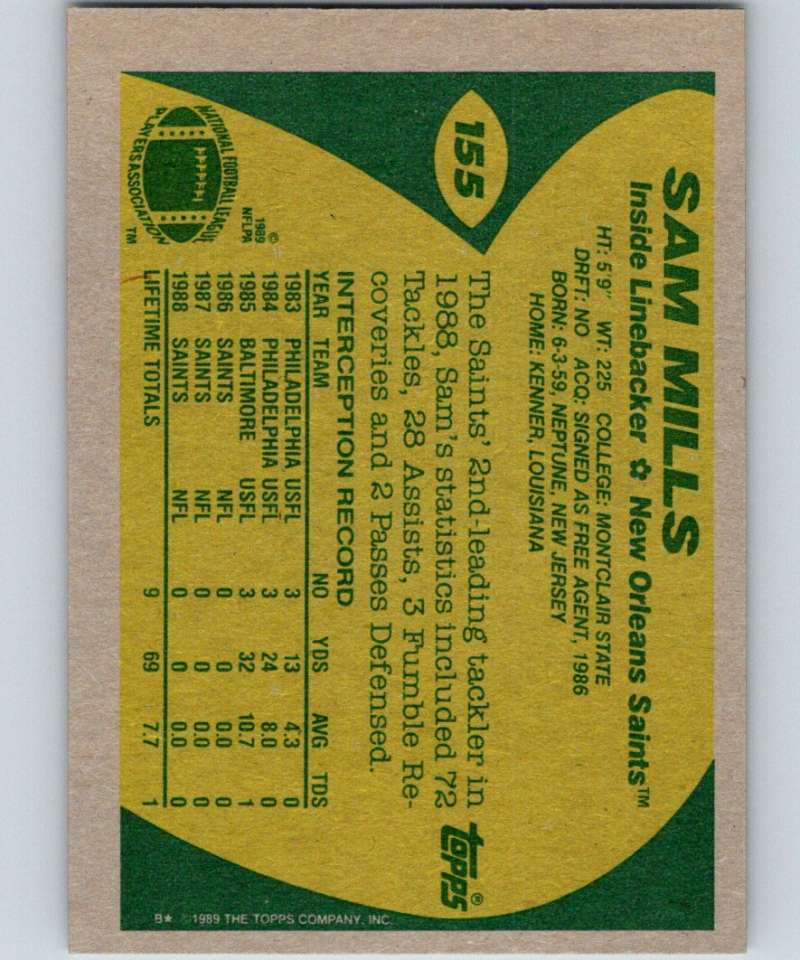 155
SAM MILLS
Inside Linebacker ✿ New Orleans Saints™
HT: 5'9" WT: 225 COLLEGE: MONTCLAIR STATE
DRFT: NO ACQ: SIGNED AS FREE AGENT, 1986
BORN: 6-3-59, NEPTUNE, NEW JERSEY
HOME: KENNER, LOUISIANA
The Saints' 2nd-leading tackler in
1988, Sam's statistics included 72
Tackles, 28 Assists, 3 Fumble Re-
coveries and 2 Passes Defensed.
topps®
INTERCEPTION RECORD
YEAR TEAM NO YDS AVG TDS
1983 PHILADELPHIA USFL 3 13 4.3 0
1984 PHILADELPHIA USFL 3 24 8.0 0
1985 BALTIMORE USFL 3 32 10.7 1
1986 SAINTS NFL 0 0 0.0 0
1987 SAINTS NFL 0 0 0.0 0
1988 SAINTS NFL 0 0 0.0 0
LIFETIME TOTALS 9 69 7.7 1
©
1989
NFLPA
NATIONAL FOOTBALL LEAGUE
PLAYERS ASSOCIATION
TM
B* ©1989 THE TOPPS COMPANY, INC.